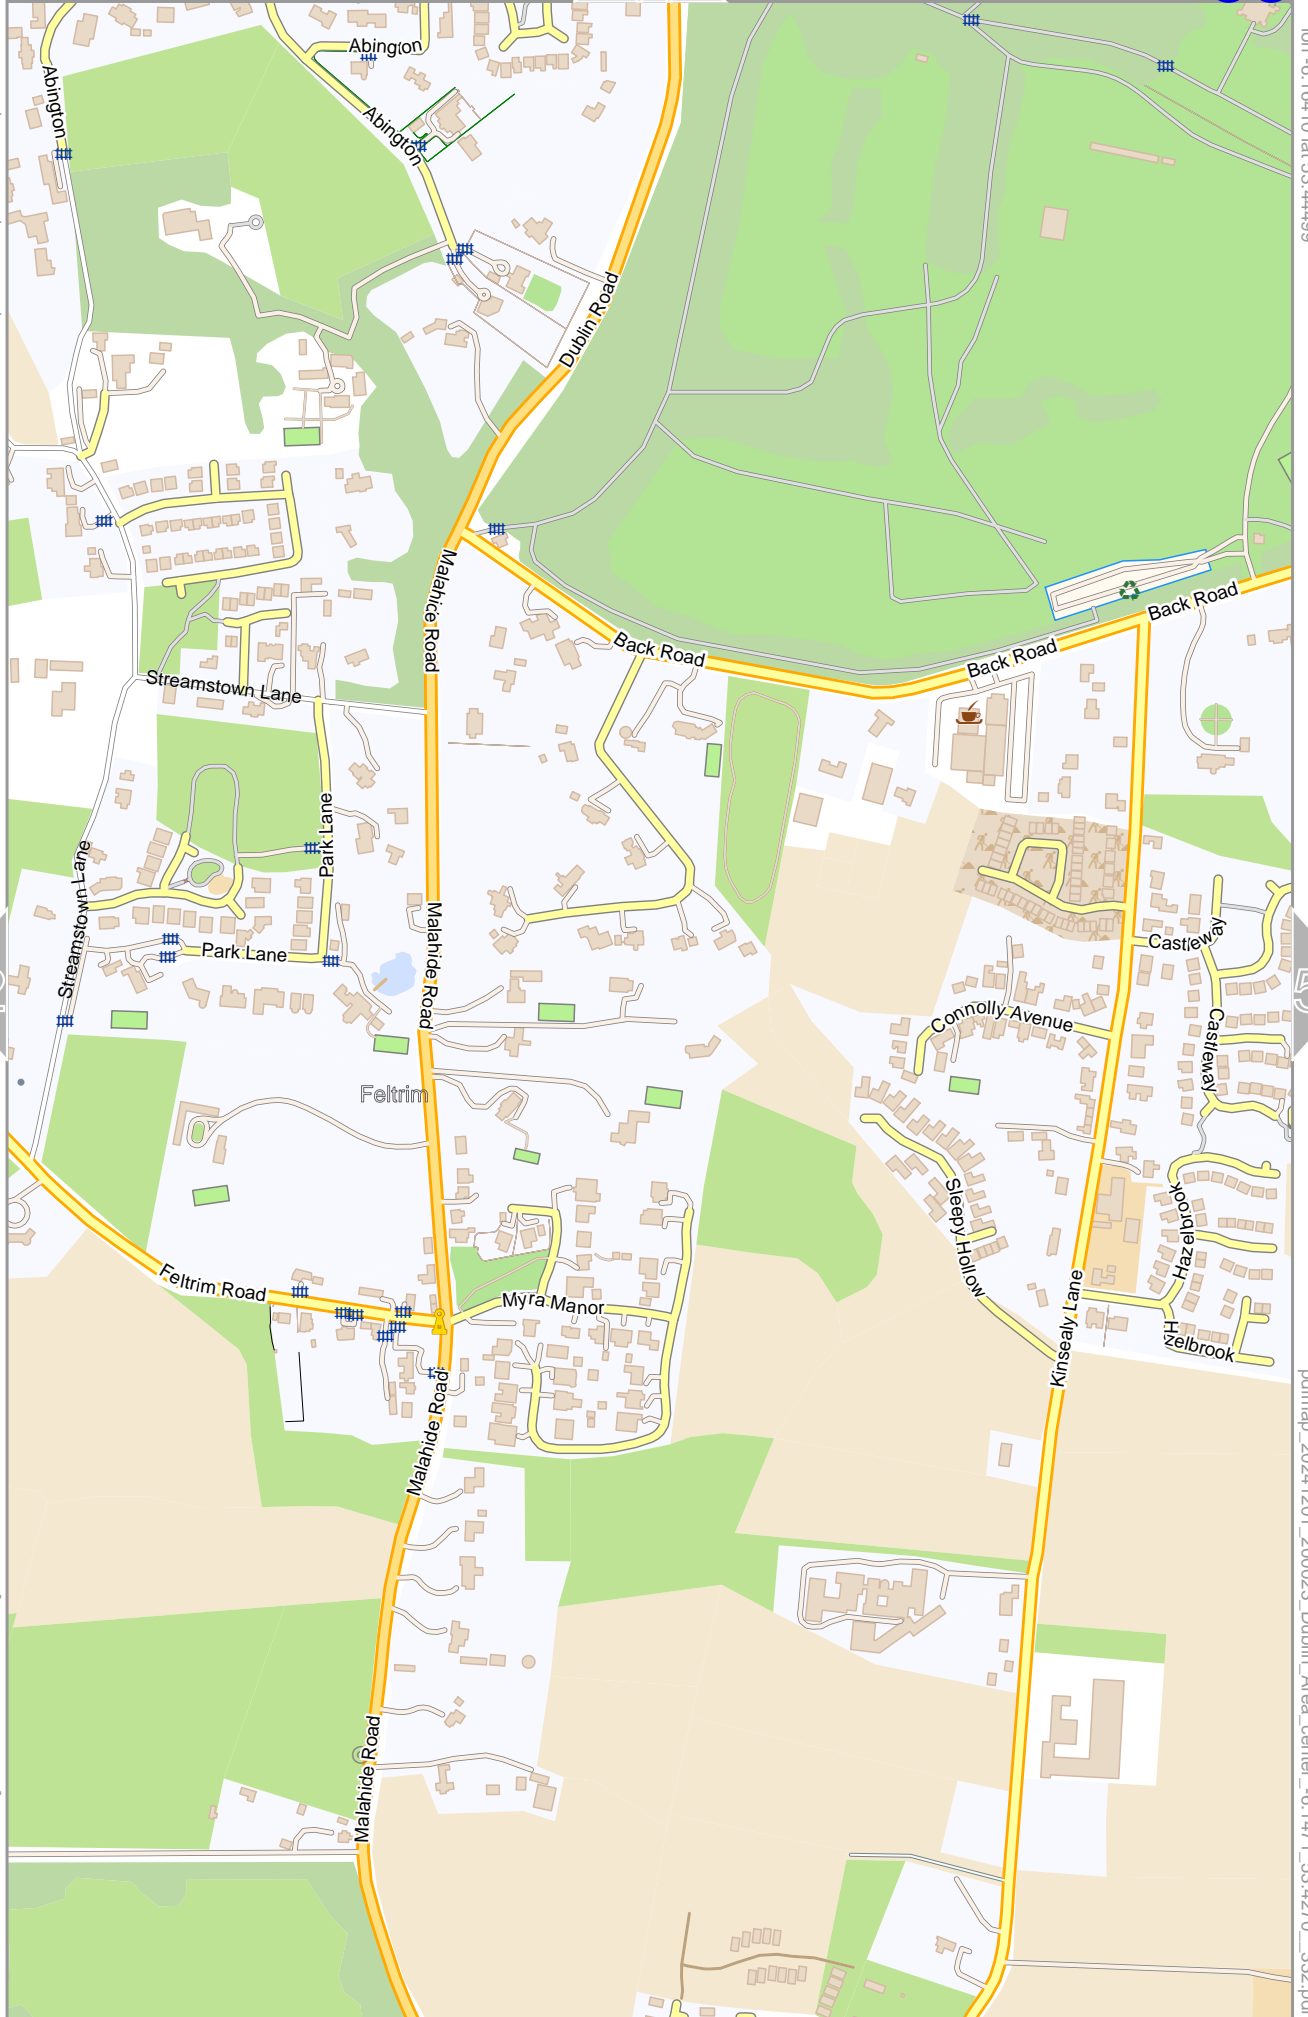 Abington
Abington
Abington
Dublin Road
Malahide Road
Back Road
Back Road
Back Road
Streamstown Lane
Park Lane
Streamstown Lane
Malahide Road
Park Lane
Castleway
Connolly Avenue
Castleway
Feltrim
Sleepy Hollow
Hazelbrook
Feltrim Road
Myra Manor
Kinsealy Lane
Hazelbrook
Malahide Road
Malahide Road